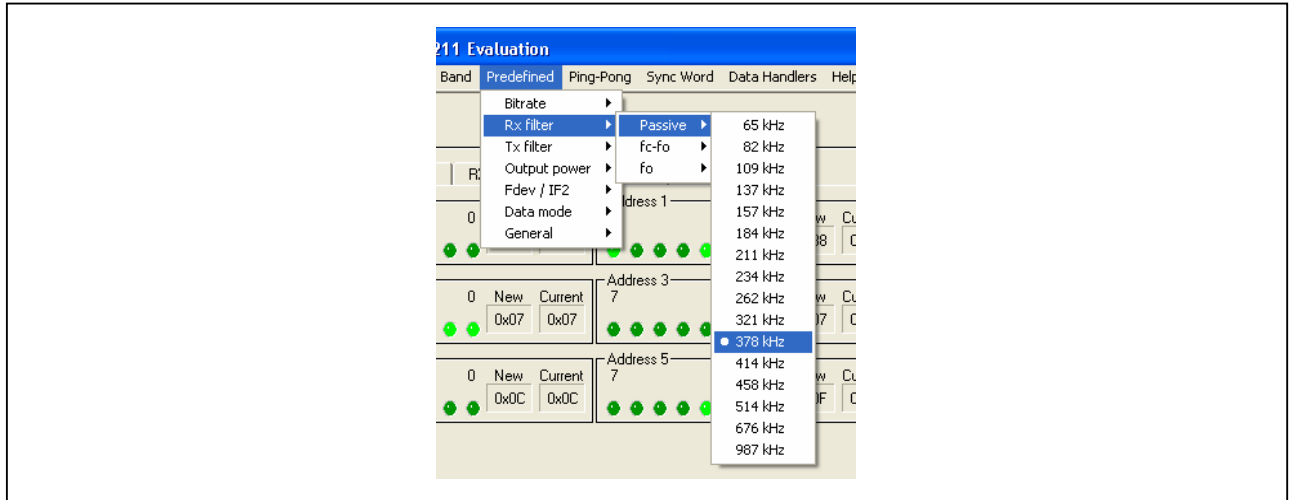 211 Evaluation
Band Predefined Ping-Pong Sync Word Data Handlers Help
Bitrate
Rx filter
Tx filter
Output power
Fdev / IF2
Data mode
General
Passive
fc-fo
fo
65 kHz
82 kHz
109 kHz
137 kHz
157 kHz
184 kHz
211 kHz
234 kHz
262 kHz
321 kHz
378 kHz
414 kHz
458 kHz
514 kHz
676 kHz
987 kHz
0
Address 3
0 New Current 7
0x07 0x07
Address 5
0 New Current 7
0x0C 0x0C